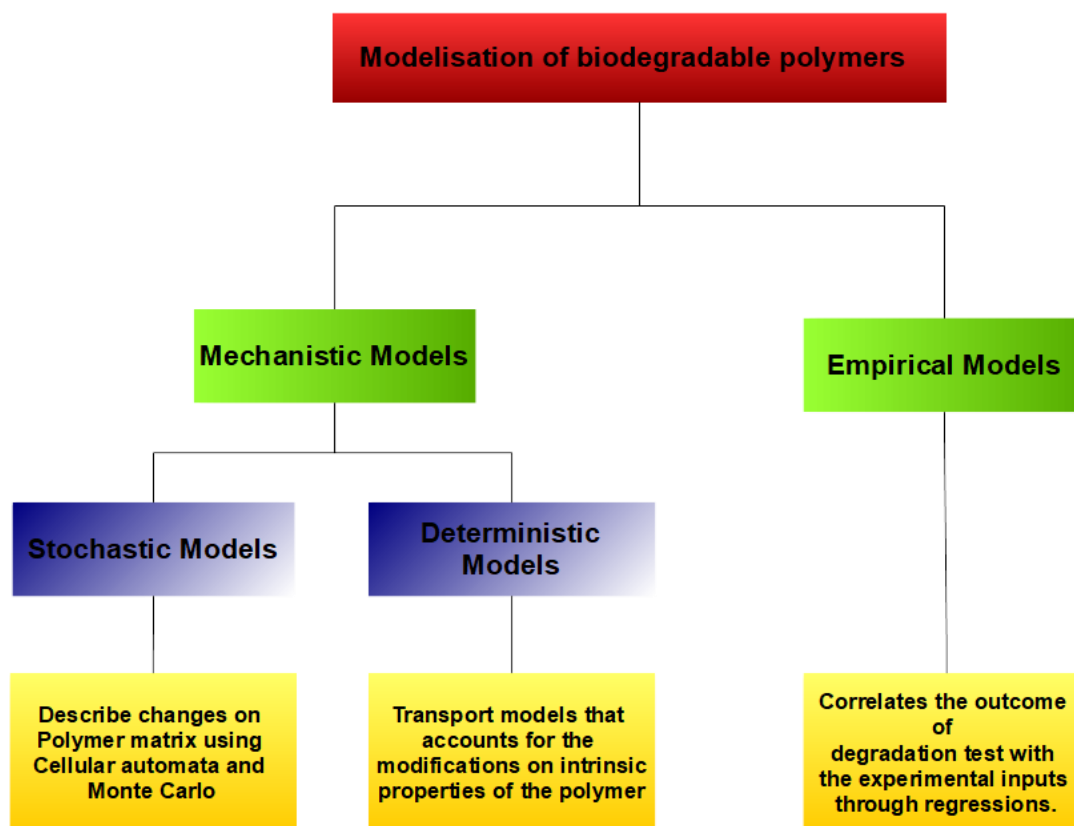 Modelisation of biodegradable polymers
Mechanistic Models
Empirical Models
Stochastic Models
Deterministic
Models
Describe changes on
Polymer matrix using
Cellular automata and
Monte Carlo
Transport models that
accounts for the
modifications on intrinsic
properties of the polymer
Correlates the outcome
of
degradation test with
the experimental inputs
through regressions.